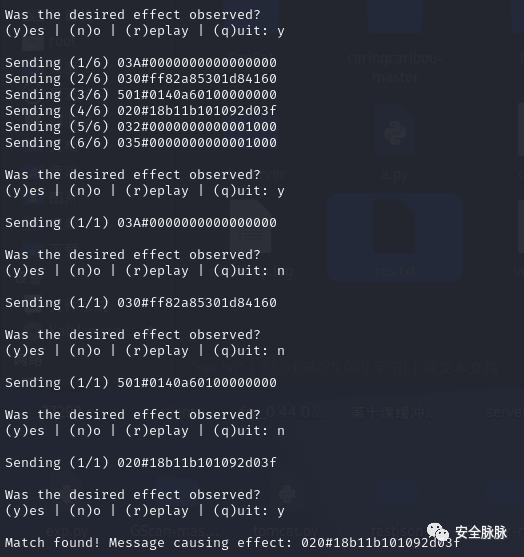 Was the desired effect observed?
(y)es | (n)o | (r)eplay | (q)uit: y
Sending (1/6) 03A#0000000000000000
Sending (2/6) 030#ff82a85301d84160
Sending (3/6) 501#0140a60100000000
Sending (4/6) 020#18b11b101092d03f
Sending (5/6) 032#0000000000001000
Sending (6/6) 035#0000000000001000
Was the desired effect observed?
(y)es | (n)o | (r)eplay | (q)uit: y
Sending (1/1) 03A#0000000000000000
Was the desired effect observed?
(y)es | (n)o | (r)eplay | (q)uit: n
Sending (1/1) 030#ff82a85301d84160
Was the desired effect observed?
(y)es | (n)o | (r)eplay | (q)uit: n
Sending (1/1) 501#0140a60100000000
Was the desired effect observed?
(y)es | (n)o | (r)eplay | (q)uit: n
Sending (1/1) 020#18b11b101092d03f
Was the desired effect observed?
(y)es | (n)o | (r)eplay | (q)uit: y
Match found! Message causing effect: 020#18b11b101092d03f
安全脉脉